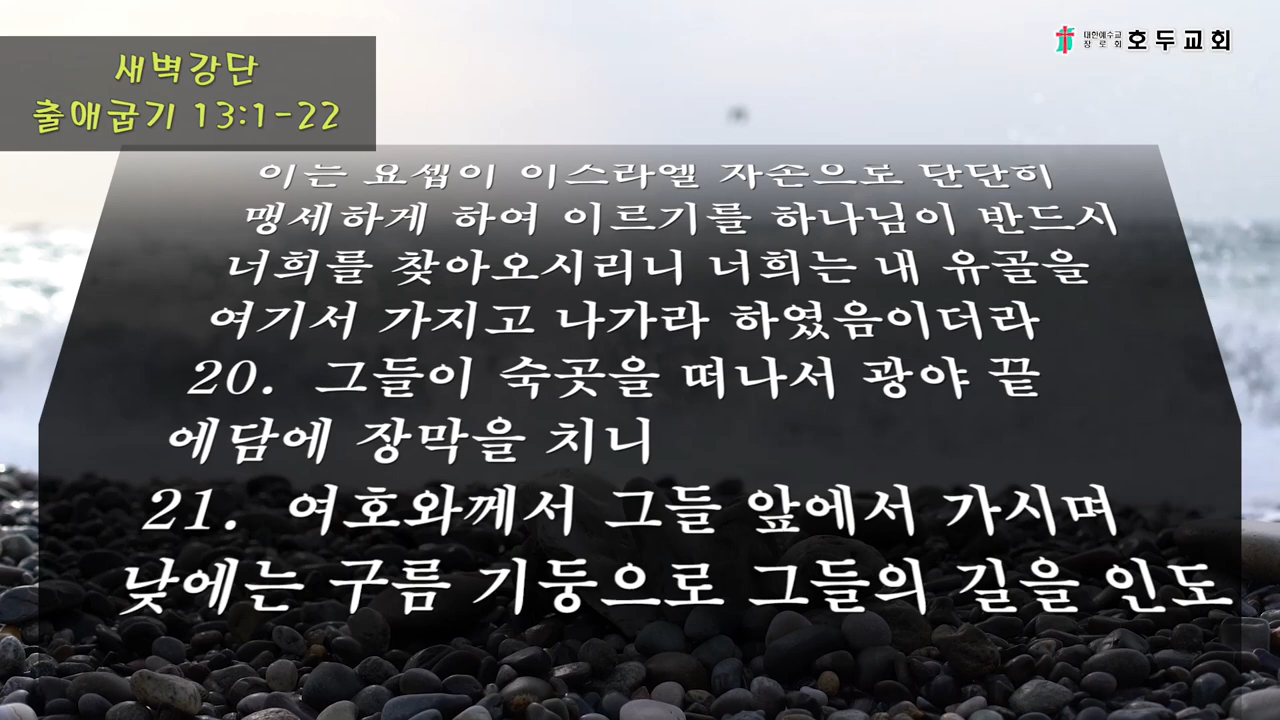 새벽강단
출애굽기 13:1-22
대한예수교
장로회
호두교회
이는 요셉이 이스라엘 자손으로 단단히
맹세하게 하여 이르기를 하나님이 반드시
너희를 찾아오시리니 너희는 내 유골을
여기서 가지고 나가라 하였음이더라
20. 그들이 숙곳을 떠나서 광야 끝
에담에 장막을 치니
21. 여호와께서 그들 앞에서 가시며
낮에는 구름 기둥으로 그들의 길을 인도